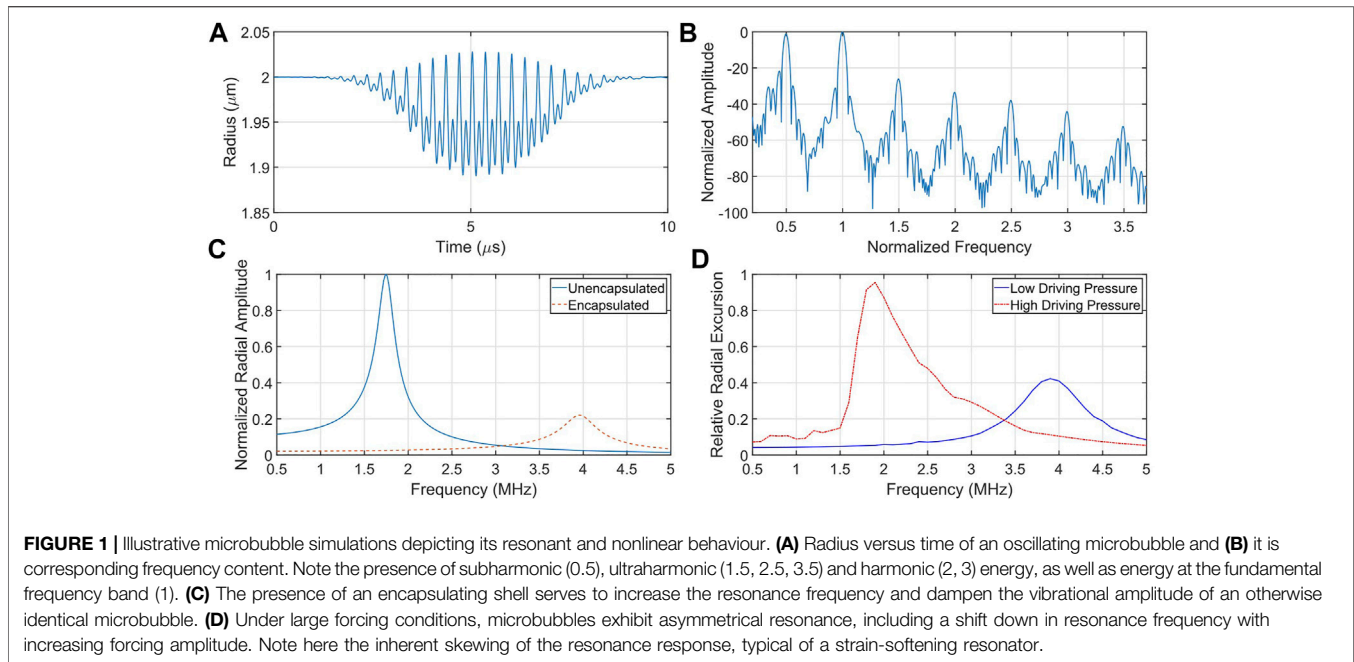 A
2.05
2
1.95
1.9
1.85
Radius (μm)
0
5
10
Time (μs)
B
0
-20
-40
-60
-80
-100
Normalized Amplitude
0.5
1
1.5
2
2.5
3
3.5
Normalized Frequency
C
1
0.8
0.6
0.4
0.2
0
Normalized Radial Amplitude
Unencapsulated
Encapsulated
0.5
1
1.5
2
2.5
3
3.5
4
4.5
5
Frequency (MHz)
D
1
0.8
0.6
0.4
0.2
0
Relative Radial Excursion
Low Driving Pressure
High Driving Pressure
0.5
1
1.5
2
2.5
3
3.5
4
4.5
5
Frequency (MHz)
FIGURE 1 | Illustrative microbubble simulations depicting its resonant and nonlinear behaviour. (A) Radius versus time of an oscillating microbubble and (B) it is
corresponding frequency content. Note the presence of subharmonic (0.5), ultraharmonic (1.5, 2.5, 3.5) and harmonic (2, 3) energy, as well as energy at the fundamental
frequency band (1). (C) The presence of an encapsulating shell serves to increase the resonance frequency and dampen the vibrational amplitude of an otherwise
identical microbubble. (D) Under large forcing conditions, microbubbles exhibit asymmetrical resonance, including a shift down in resonance frequency with
increasing forcing amplitude. Note here the inherent skewing of the resonance response, typical of a strain-softening resonator.